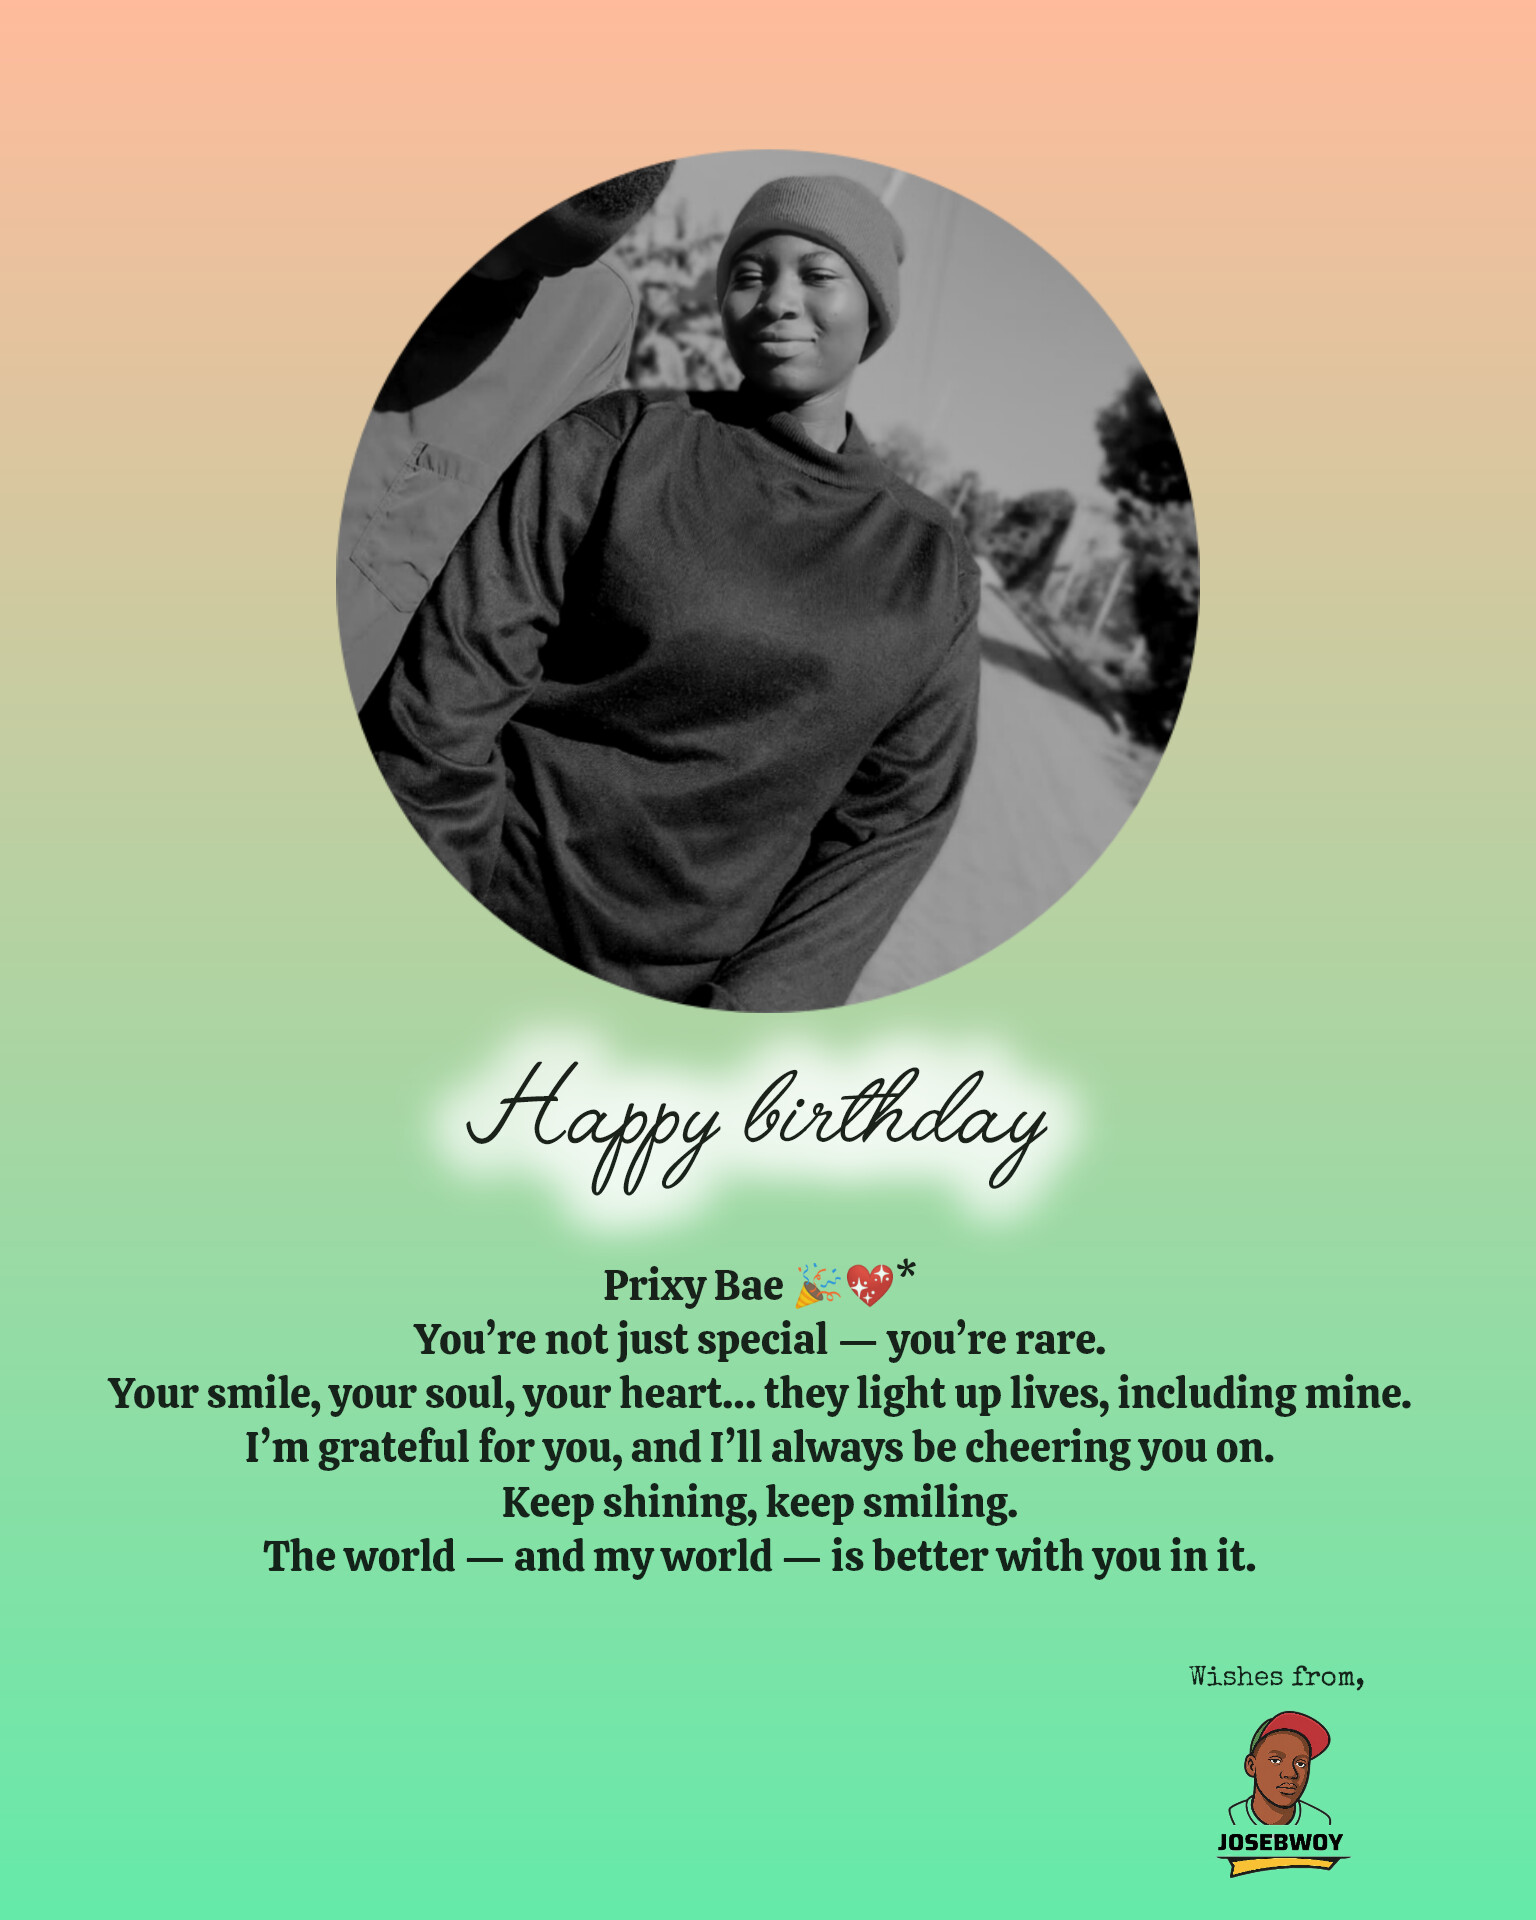 Happy birthday
Prixy Bae 🎉💖*
You’re not just special — you’re rare.
Your smile, your soul, your heart... they light up lives, including mine.
I’m grateful for you, and I’ll always be cheering you on.
Keep shining, keep smiling.
The world — and my world — is better with you in it.
Wishes from,
JOSEBWOY